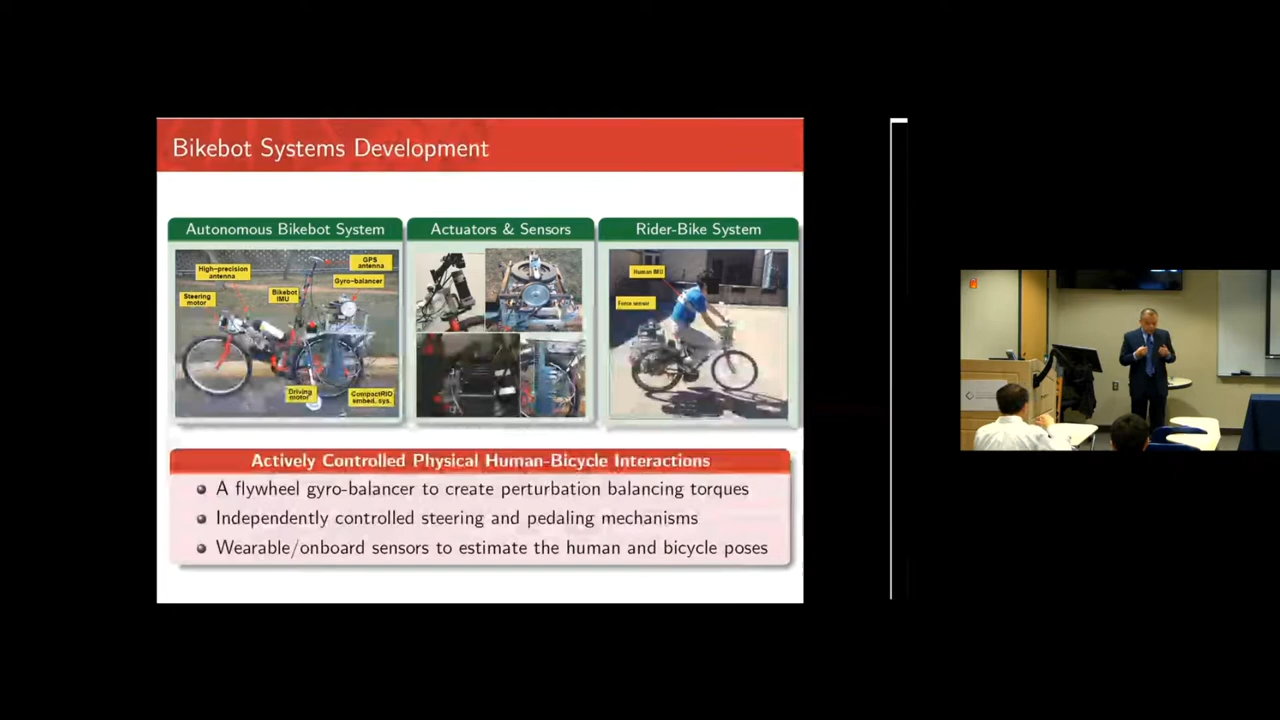 Bikebot Systems Development
Autonomous Bikebot System
High-precision
antenna
GPS
antenna
Gyro-balancer
Bikebot
IMU
Steering
motor
Driving
motor
CompactRIO
embed. sys.
Actuators & Sensors
Rider-Bike System
Human IMU
Force sensor
Actively Controlled Physical Human-Bicycle Interactions
A flywheel gyro-balancer to create perturbation balancing torques
Independently controlled steering and pedaling mechanisms
Wearable/onboard sensors to estimate the human and bicycle poses